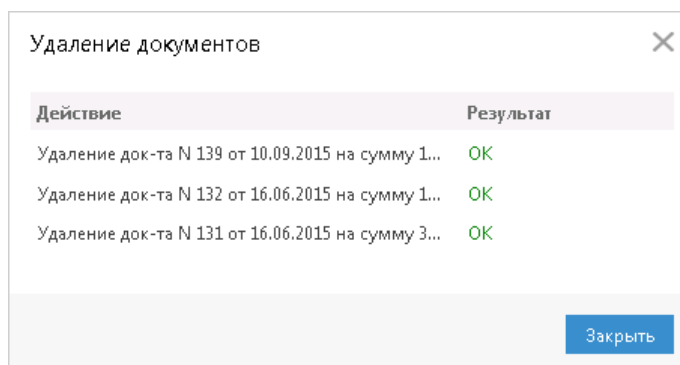 Удаление документов
Действие Результат
Удаление док-та N 139 от 10.09.2015 на сумму 1... OK
Удаление док-та N 132 от 16.06.2015 на сумму 1... OK
Удаление док-та N 131 от 16.06.2015 на сумму 3... OK
Закрыть